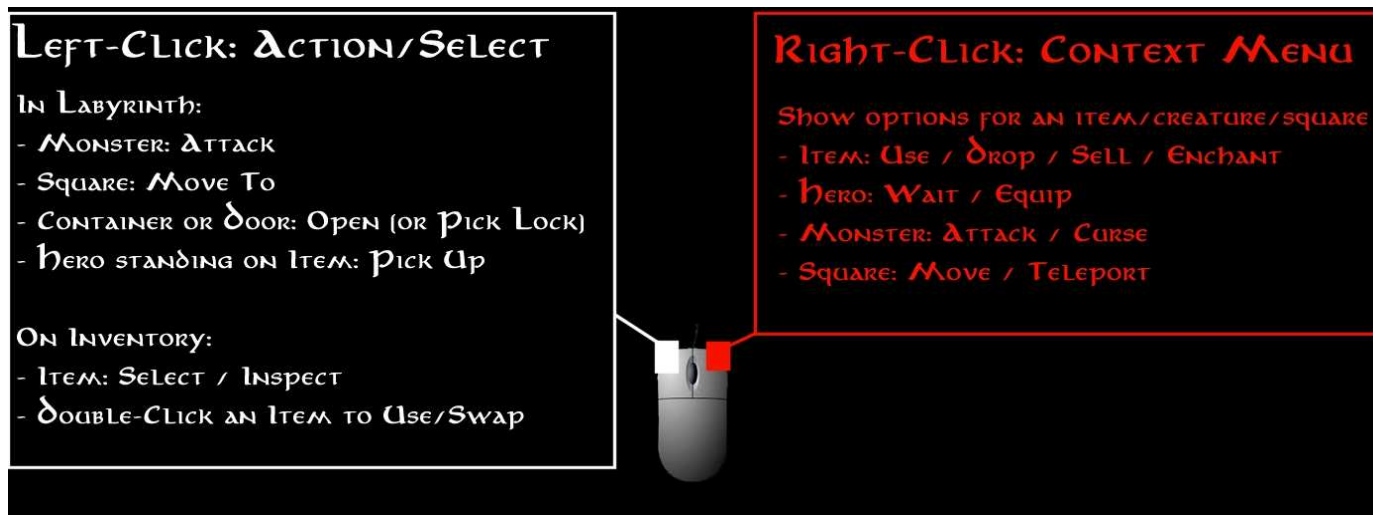 Left-Click: Action/Select
In Labyrinth:
- Monster: Attack
- Square: Move To
- Container or Door: Open (or Pick Lock)
- Hero standing on Item: Pick Up
On Inventory:
- Item: Select / Inspect
- Double-Click an Item to Use/Swap
Right-Click: Context Menu
Show options for an item/creature/square
- Item: Use / Drop / Sell / Enchant
- Hero: Wait / Equip
- Monster: Attack / Curse
- Square: Move / Teleport